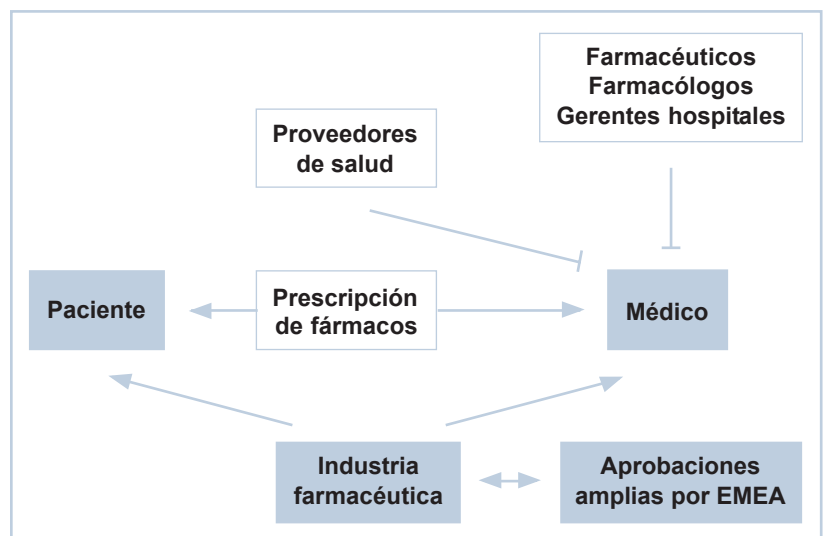 Farmacéuticos
Farmacólogos
Gerentes hospitales
Proveedores
de salud
Paciente
Prescripción
de fármacos
Médico
Industria
farmacéutica
Aprobaciones
amplias por EMEA